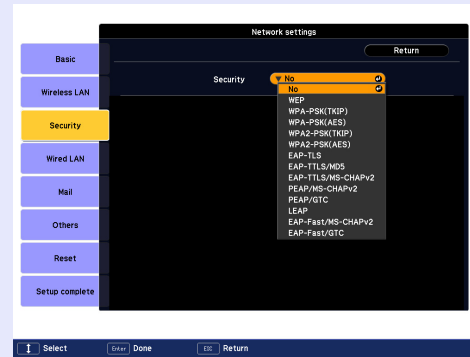 Network settings
Return
Basic
Wireless LAN
Security
Wired LAN
Mail
Others
Reset
Setup complete
Security
No
No
WEP
WPA-PSK(TKIP)
WPA-PSK(AES)
WPA2-PSK(TKIP)
WPA2-PSK(AES)
EAP-TLS
EAP-TTLS/MD5
EAP-TTLS/MS-CHAPv2
PEAP/MS-CHAPv2
PEAP/GTC
LEAP
EAP-Fast/MS-CHAPv2
EAP-Fast/GTC
Select Enter Done ESC Return